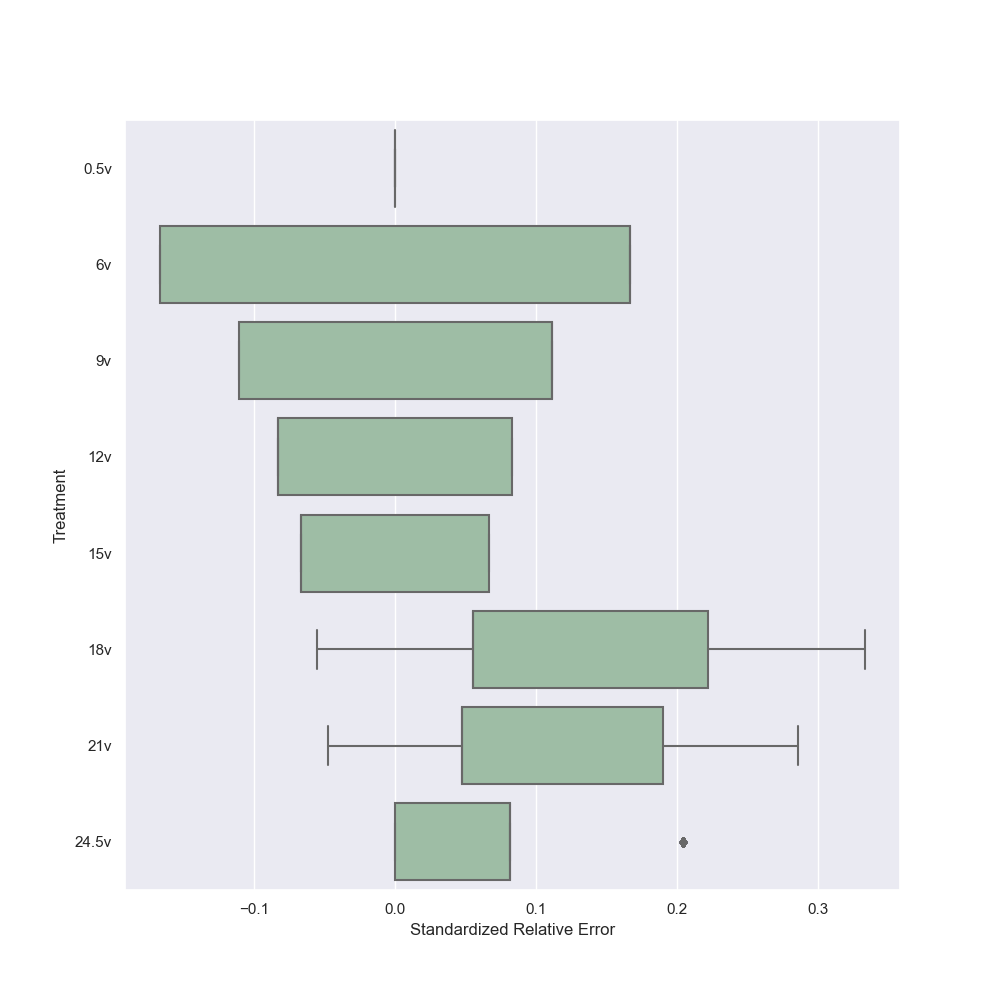 0.5v
6v
9v
12v
15v
18v
21v
24.5v
Treatment
−0.1
0.0
0.1
0.2
0.3
Standardized Relative Error